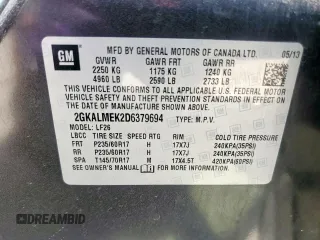 GM
MFD BY GENERAL MOTORS OF CANADA LTD. 05/13
GVWR GAWR FRT GAWR RR
2250 KG 1175 KG 1240 KG
4960 LB 2590 LB 2733 LB
THIS VEHICLE CONFORMS TO ALL APPLICABLE U.S. FEDERAL MOTOR VEHICLE SAFETY AND THEFT PREVENTION STANDARDS IN EFFECT ON THE DATE OF MANUFACTURE SHOWN ABOVE.
2GKALMEK2D6379694 TYPE: M.P.V.
LF26
TIRE SIZE SPEED RTG RIM COLD TIRE PRESSURE
FRT P235/60R17 H 17X7J 240KPA(35PSI)
RR P235/60R17 H 17X7J 240KPA(35PSI)
SPA T145/70R17 M 17X4.5T 420KPA(60PSI)
SEE OWNER'S MANUAL FOR MORE INFORMATION.
DREAMBID